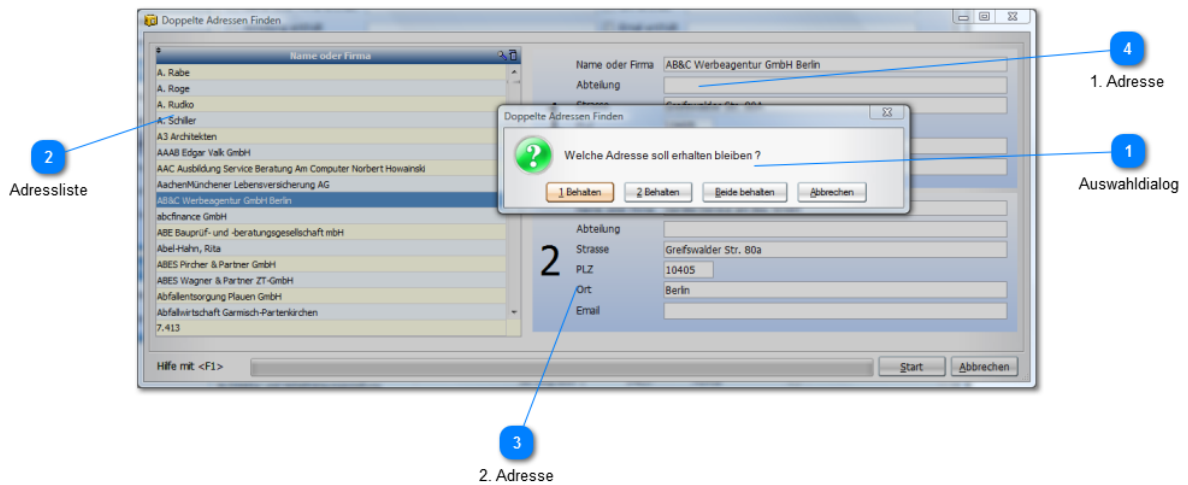 Doppelte Adressen Finden
Name oder Firma
A. Rabe
A. Roge
A. Rudko
A. Schiller
A3 Architekten
AAAB Edgar Valk GmbH
AAC Ausbildung Service Beratung Am Computer Norbert Howainski
AachenMünchener Lebensversicherung AG
AB&C Werbeagentur GmbH Berlin
abcfinance GmbH
ABE Bauprüf- und -beratungsgesellschaft mbH
Abel-Hahn, Rita
ABES Pircher & Partner GmbH
ABES Wagner & Partner ZT-GmbH
Abfallentsorgung Plauen GmbH
Abfallwirtschaft Garmisch-Partenkirchen
7.413
Name oder Firma AB&C Werbeagentur GmbH Berlin
Abteilung
Strasse Greifswalder Str. 80A
Doppelte Adressen Finden
Welche Adresse soll erhalten bleiben ?
1 Behalten 2 Behalten Beide behalten Abbrechen
2
Abteilung
Strasse Greifswalder Str. 80a
PLZ 10405
Ort Berlin
Email
Hilfe mit <F1>
Start Abbrechen
4
1. Adresse
1
Auswahldialog
2
Adressliste
3
2. Adresse